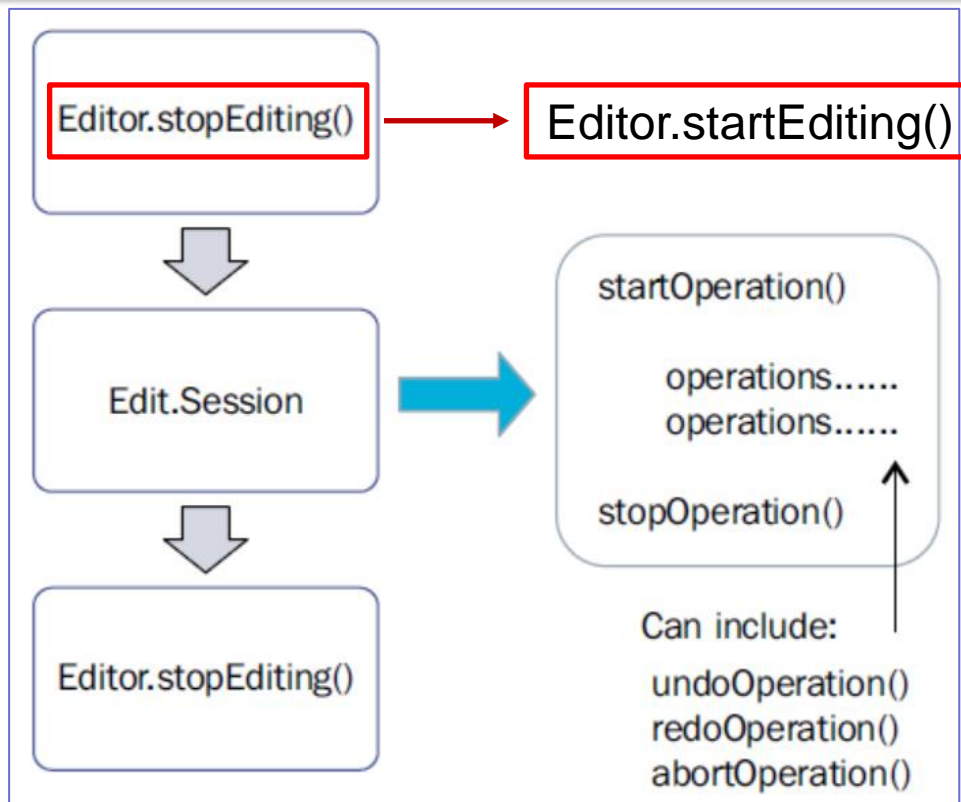 Editor.stopEditing()
Editor.startEditing()
Edit.Session
startOperation()
operations......
operations......
stopOperation()
Editor.stopEditing()
Can include:
undoOperation()
redoOperation()
abortOperation()